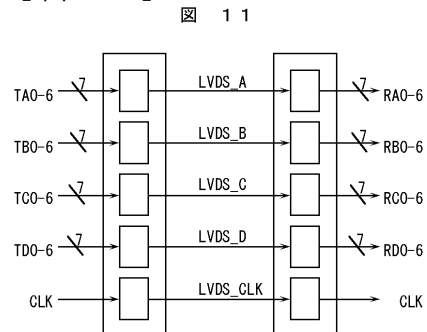 図 11
7 LVDS_A 7
TA0-6 RA0-6
7 LVDS_B 7
TB0-6 RB0-6
7 LVDS_C 7
TC0-6 RC0-6
7 LVDS_D 7
TD0-6 RD0-6
LVDS_CLK
CLK CLK